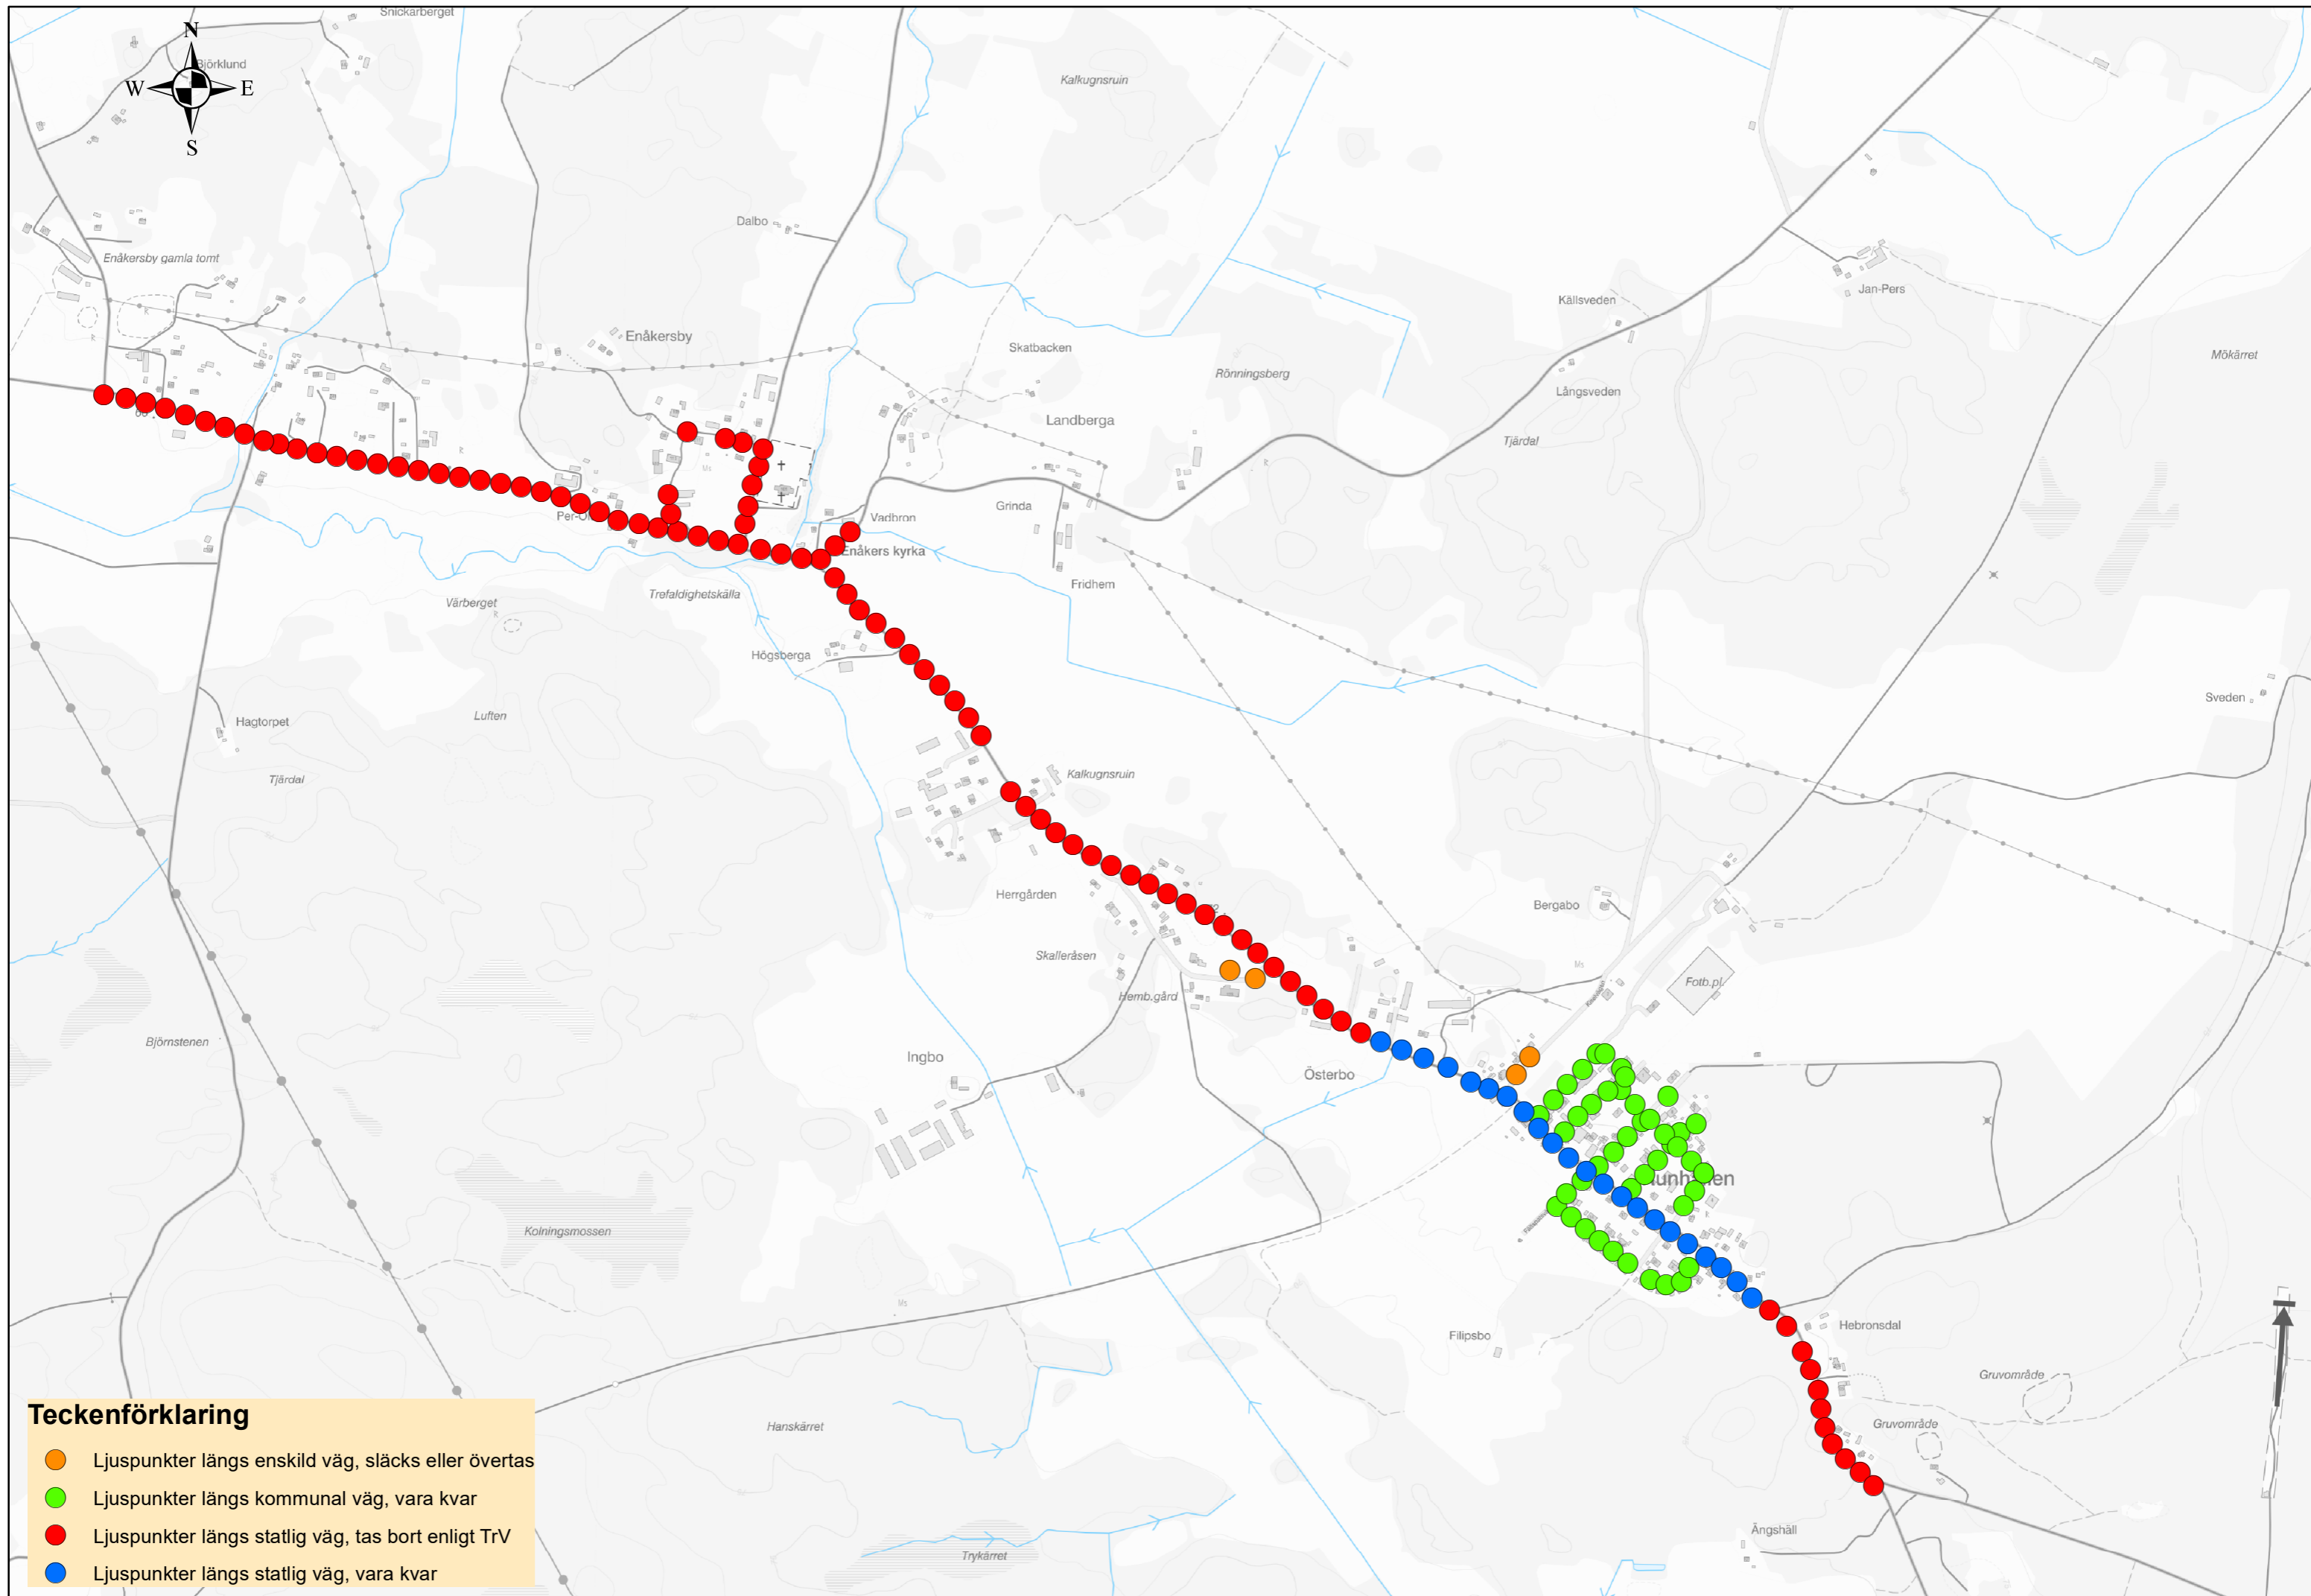 Snickarberget
N
Björklund
W
E
S
Kalkugnsruin
Dalbo
Enåkersby gamla tomt
Källsveden
Jan-Pers
Enåkersby
Skatbacken
Mökärret
Rönningsberg
Långsveden
Landberga
Tjärdal
Grinda
Vadbron
Enåkers kyrka
Fridhem
Trefaldighetskälla
Värberget
Högsberga
Sveden
Luften
Hagtorpet
Tjärdal
Kalkugnsruin
Herrgården
Bergabo
Skalleråsen
Fotb.pl.
Hemb.gård
Björnstenen
Ingbo
Österbo
Kolningsmossen
Filipsbo
Hebronsdal
Gruvområde
Gruvområde
Hanskärret
Ängshäll
Trykärret
Teckenförklaring
Ljuspunkter längs enskild väg, släcks eller övertas
Ljuspunkter längs kommunal väg, vara kvar
Ljuspunkter längs statlig väg, tas bort enligt TrV
Ljuspunkter längs statlig väg, vara kvar